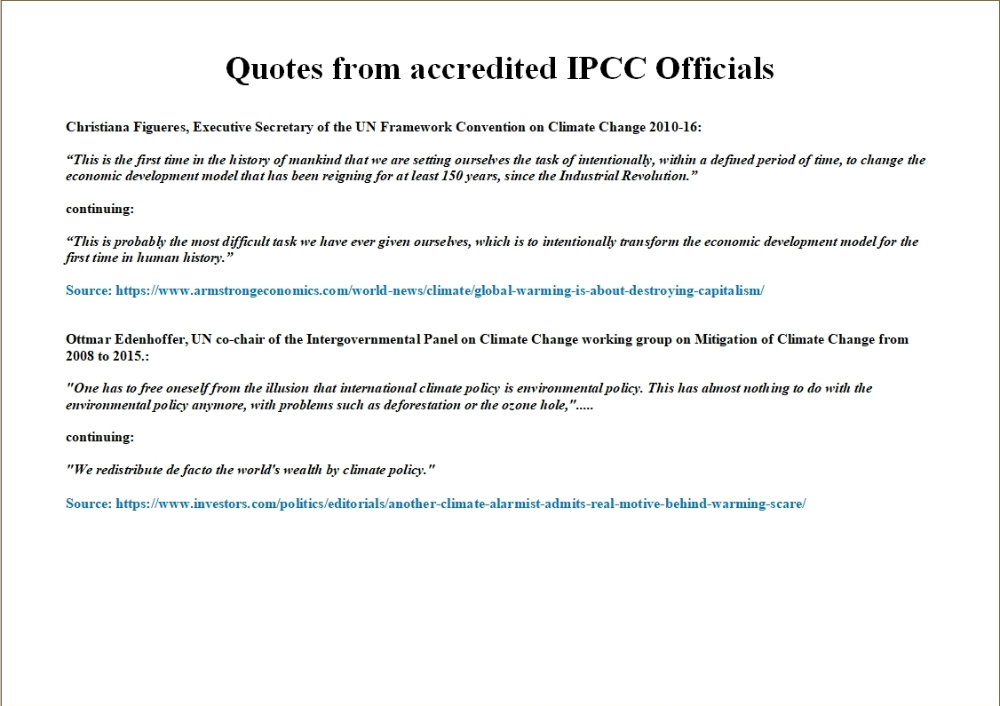 Quotes from accredited IPCC Officials
Christiana Figueres, Executive Secretary of the UN Framework Convention on Climate Change 2010-16:
“This is the first time in the history of mankind that we are setting ourselves the task of intentionally, within a defined period of time, to change the
economic development model that has been reigning for at least 150 years, since the Industrial Revolution.”
continuing:
“This is probably the most difficult task we have ever given ourselves, which is to intentionally transform the economic development model for the
first time in human history.”
Source: https://www.armstrongeconomics.com/world-news/climate/global-warming-is-about-destroying-capitalism/
Ottmar Edenhoffer, UN co-chair of the Intergovernmental Panel on Climate Change working group on Mitigation of Climate Change from
2008 to 2015.:
"One has to free oneself from the illusion that international climate policy is environmental policy. This has almost nothing to do with the
environmental policy anymore, with problems such as deforestation or the ozone hole,".....
continuing:
"We redistribute de facto the world's wealth by climate policy."
Source: https://www.investors.com/politics/editorials/another-climate-alarmist-admits-real-motive-behind-warming-scare/